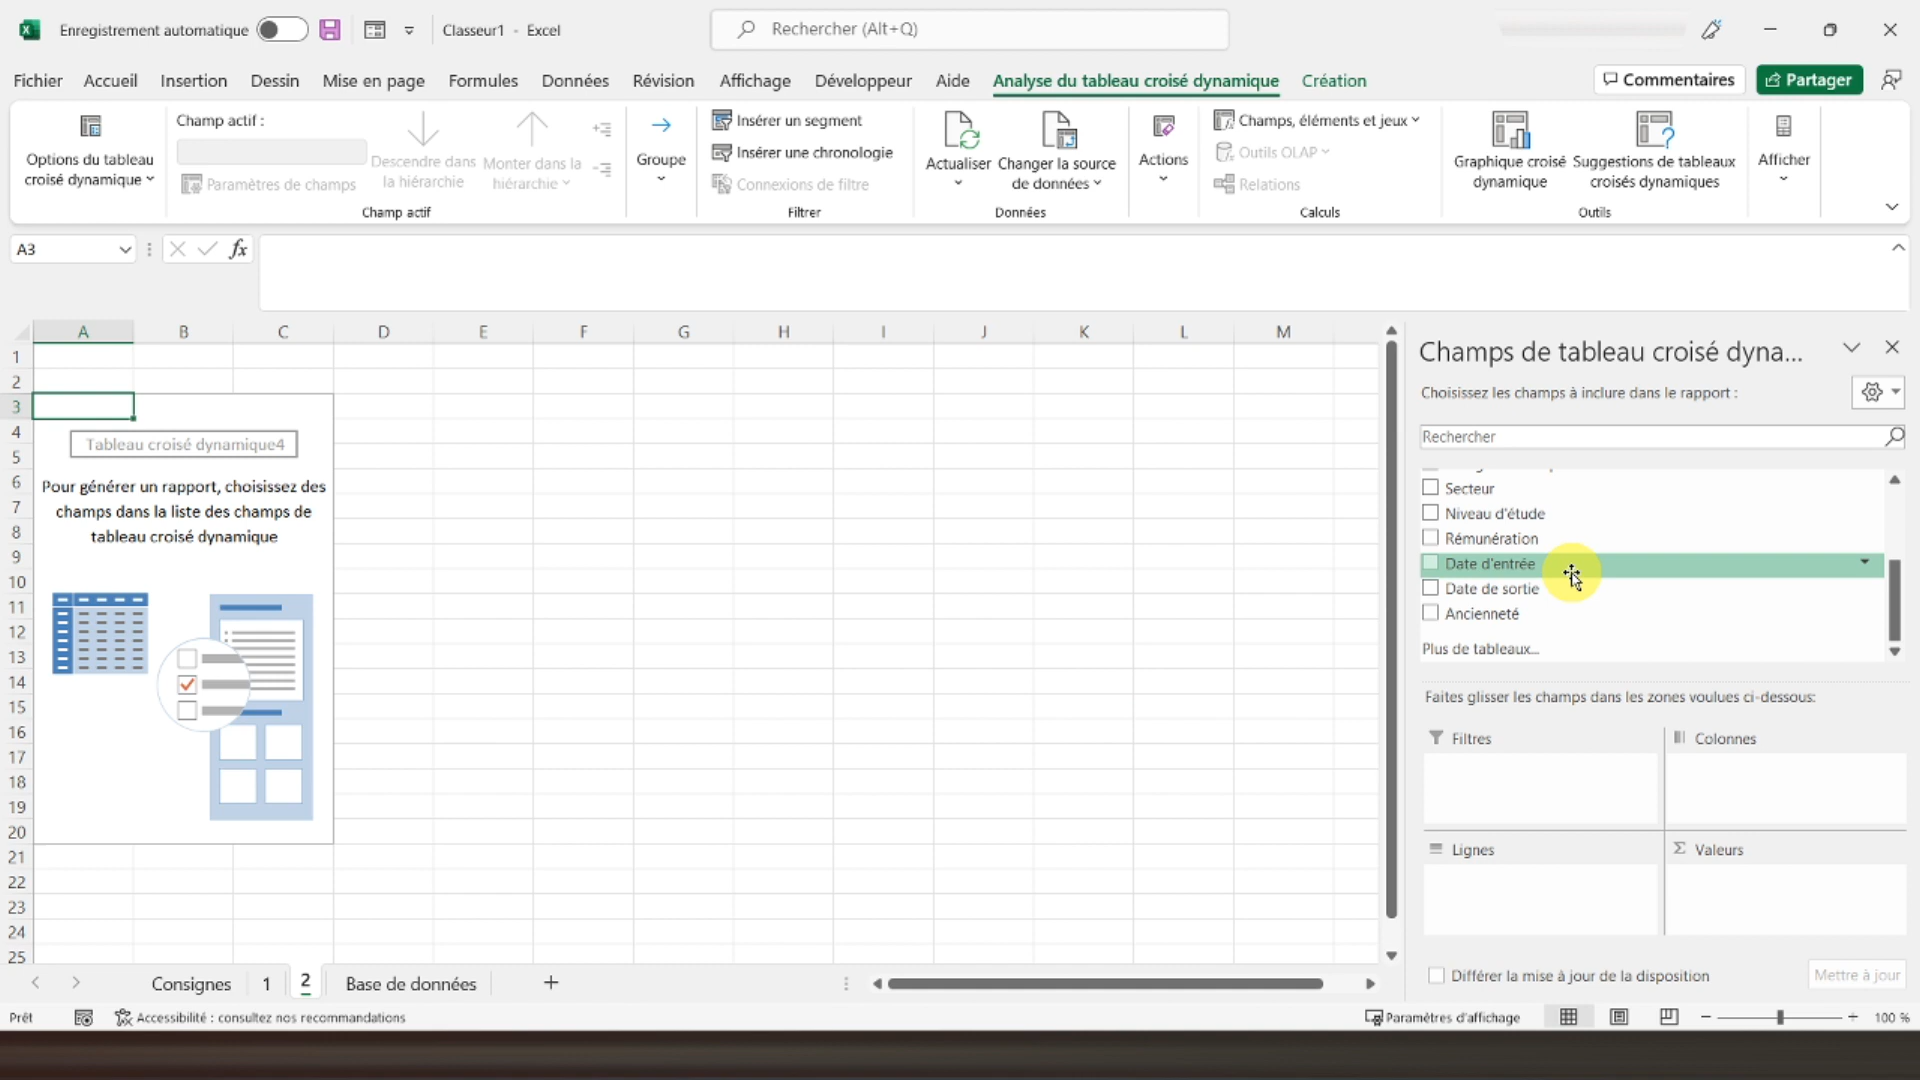 Enregistrement automatique
Classeur1 - Excel
Rechercher (Alt+Q)
Fichier
Accueil
Insertion
Dessin
Mise en page
Formules
Données
Révision
Affichage
Développeur
Aide
Analyse du tableau croisé dynamique
Création
Commentaires
Partager
Options du tableau
croisé dynamique
Champ actif :
Paramètres de champs
Descendre dans
la hiérarchie
Monter dans la
hiérarchie
Champ actif
Groupe
Insérer un segment
Insérer une chronologie
Connexions de filtre
Filtrer
Actualiser
Changer la source
de données
Données
Actions
Champs, éléments et jeux
Outils OLAP
Relations
Calculs
Graphique croisé
dynamique
Suggestions de tableaux
croisés dynamiques
Outils
Afficher
A3
fx
A B C D E F G H I J K L M
1
2
3
4
5
6
7
8
9
10
11
12
13
14
15
16
17
18
19
20
21
22
23
24
25
Tableau croisé dynamique4
Pour générer un rapport, choisissez des
champs dans la liste des champs de
tableau croisé dynamique
Champs de tableau croisé dyna...
Choisissez les champs à inclure dans le rapport :
Rechercher
Secteur
Niveau d'étude
Rémunération
Date d'entrée
Date de sortie
Ancienneté
Plus de tableaux...
Faites glisser les champs dans les zones voulues ci-dessous:
Filtres
Colonnes
Lignes
Σ Valeurs
Différer la mise à jour de la disposition
Mettre à jour
Consignes
1
2
Base de données
Prêt
Accessibilité : consultez nos recommandations
Paramètres d'affichage
100 %